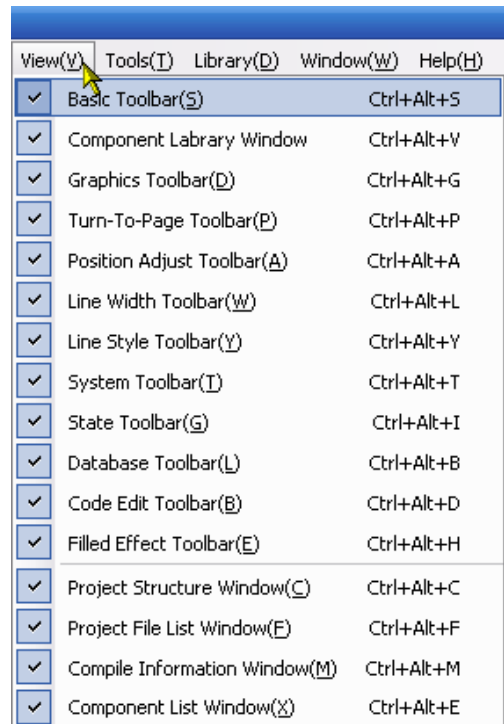 View(V) Tools(T) Library(D) Window(W) Help(H)
Basic Toolbar(S) Ctrl+Alt+S
Component Labrary Window Ctrl+Alt+V
Graphics Toolbar(D) Ctrl+Alt+G
Turn-To-Page Toolbar(P) Ctrl+Alt+P
Position Adjust Toolbar(A) Ctrl+Alt+A
Line Width Toolbar(W) Ctrl+Alt+L
Line Style Toolbar(Y) Ctrl+Alt+Y
System Toolbar(T) Ctrl+Alt+T
State Toolbar(G) Ctrl+Alt+I
Database Toolbar(L) Ctrl+Alt+B
Code Edit Toolbar(B) Ctrl+Alt+D
Filled Effect Toolbar(E) Ctrl+Alt+H
Project Structure Window(C) Ctrl+Alt+C
Project File List Window(F) Ctrl+Alt+F
Compile Information Window(M) Ctrl+Alt+M
Component List Window(X) Ctrl+Alt+E